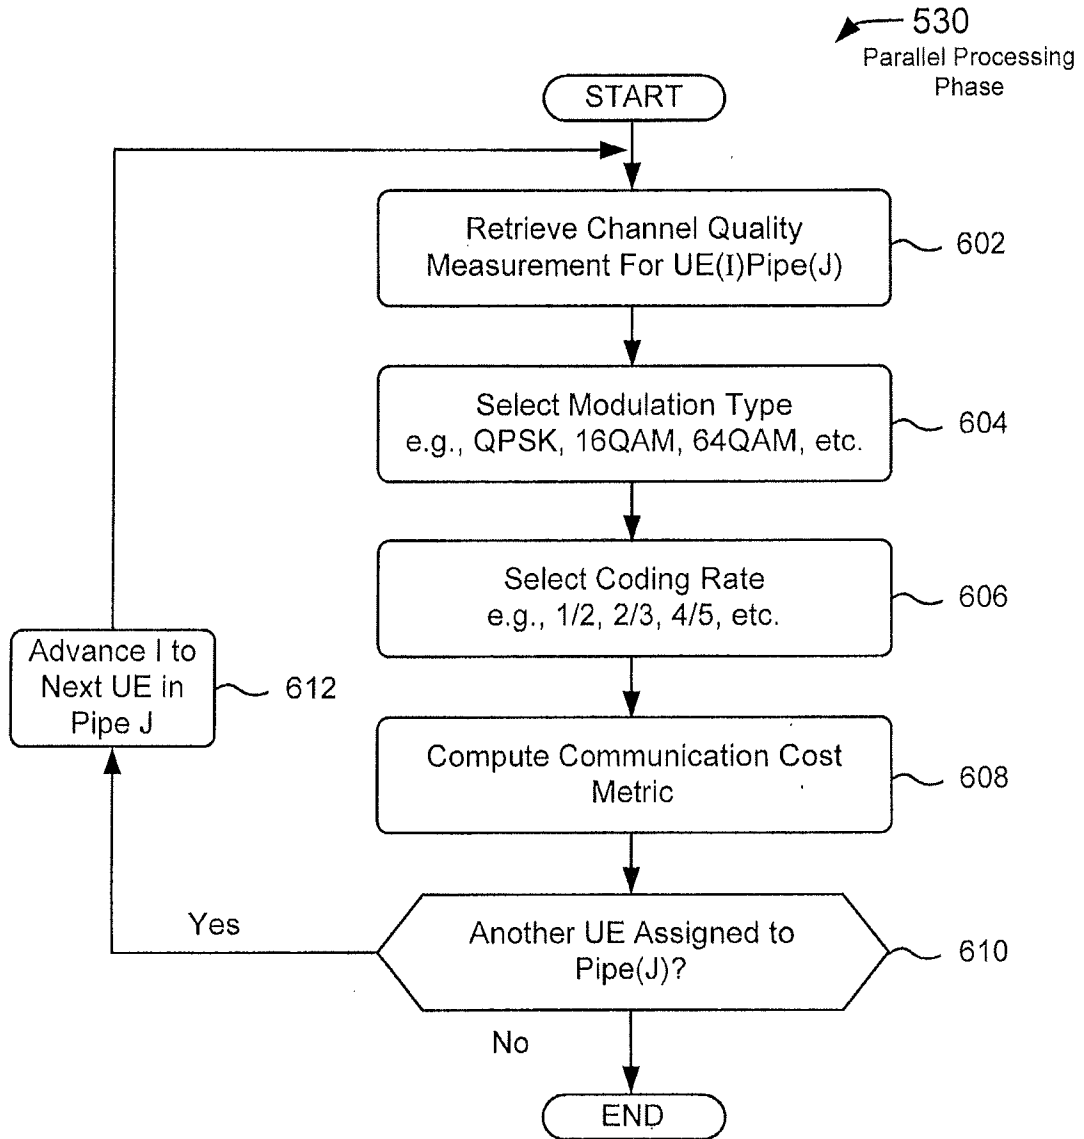 530
Parallel Processing
Phase
START
Retrieve Channel Quality
Measurement For UE(I)Pipe(J)
602
Select Modulation Type
e.g., QPSK, 16QAM, 64QAM, etc.
604
Select Coding Rate
e.g., 1/2, 2/3, 4/5, etc.
606
Advance I to
Next UE in
Pipe J
612
Compute Communication Cost
Metric
608
Yes
Another UE Assigned to
Pipe(J)?
610
No
END